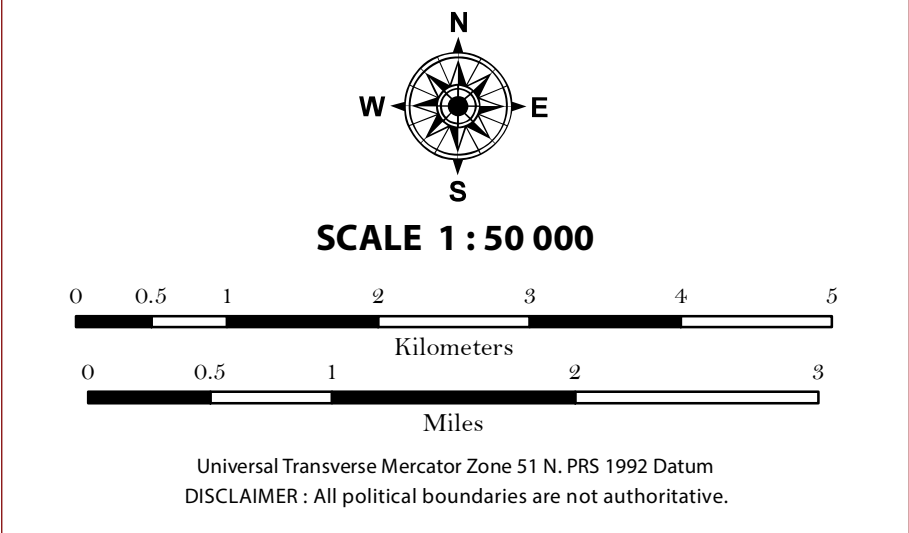 N
W E
S
SCALE 1 : 50 000
0 0.5 1 2 3 4 5
Kilometers
0 0.5 1 2 3
Miles
Universal Transverse Mercator Zone 51 N. PRS 1992 Datum
DISCLAIMER : All political boundaries are not authoritative.